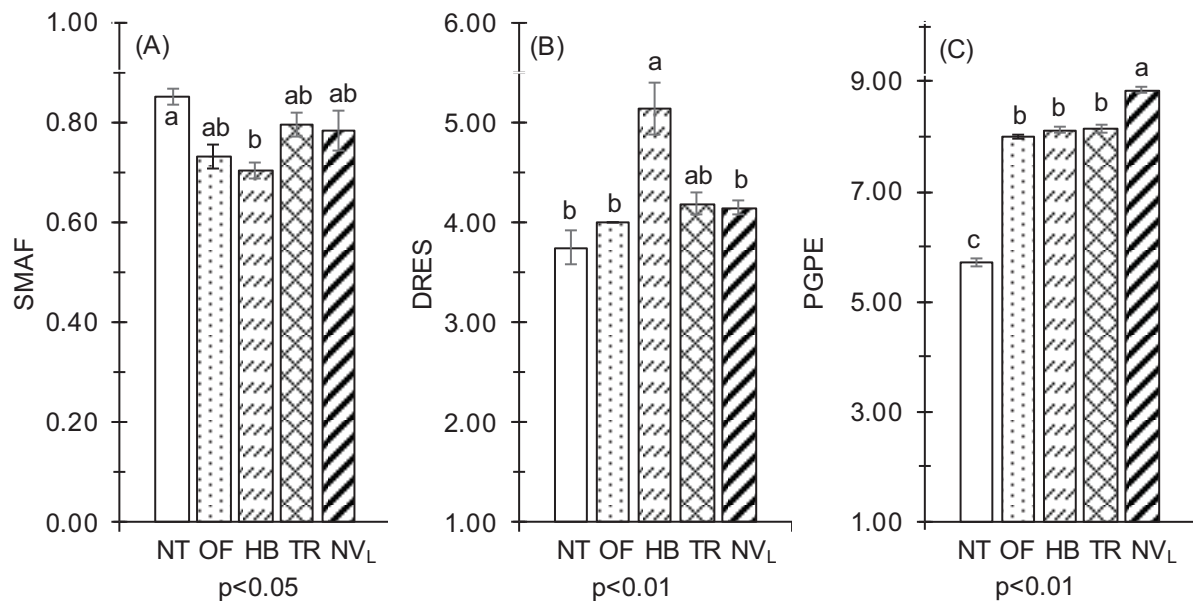 (A)
SMAF
1.00
0.80
0.60
0.40
0.20
0.00
a
ab
b
ab
ab
NT OF HB TR NVL
p<0.05
(B)
DRES
6.00
5.00
4.00
3.00
2.00
1.00
b
b
a
ab
b
NT OF HB TR NVL
p<0.01
(C)
PGPE
9.00
7.00
5.00
3.00
1.00
c
b
b
b
a
NT OF HB TR NVL
p<0.01